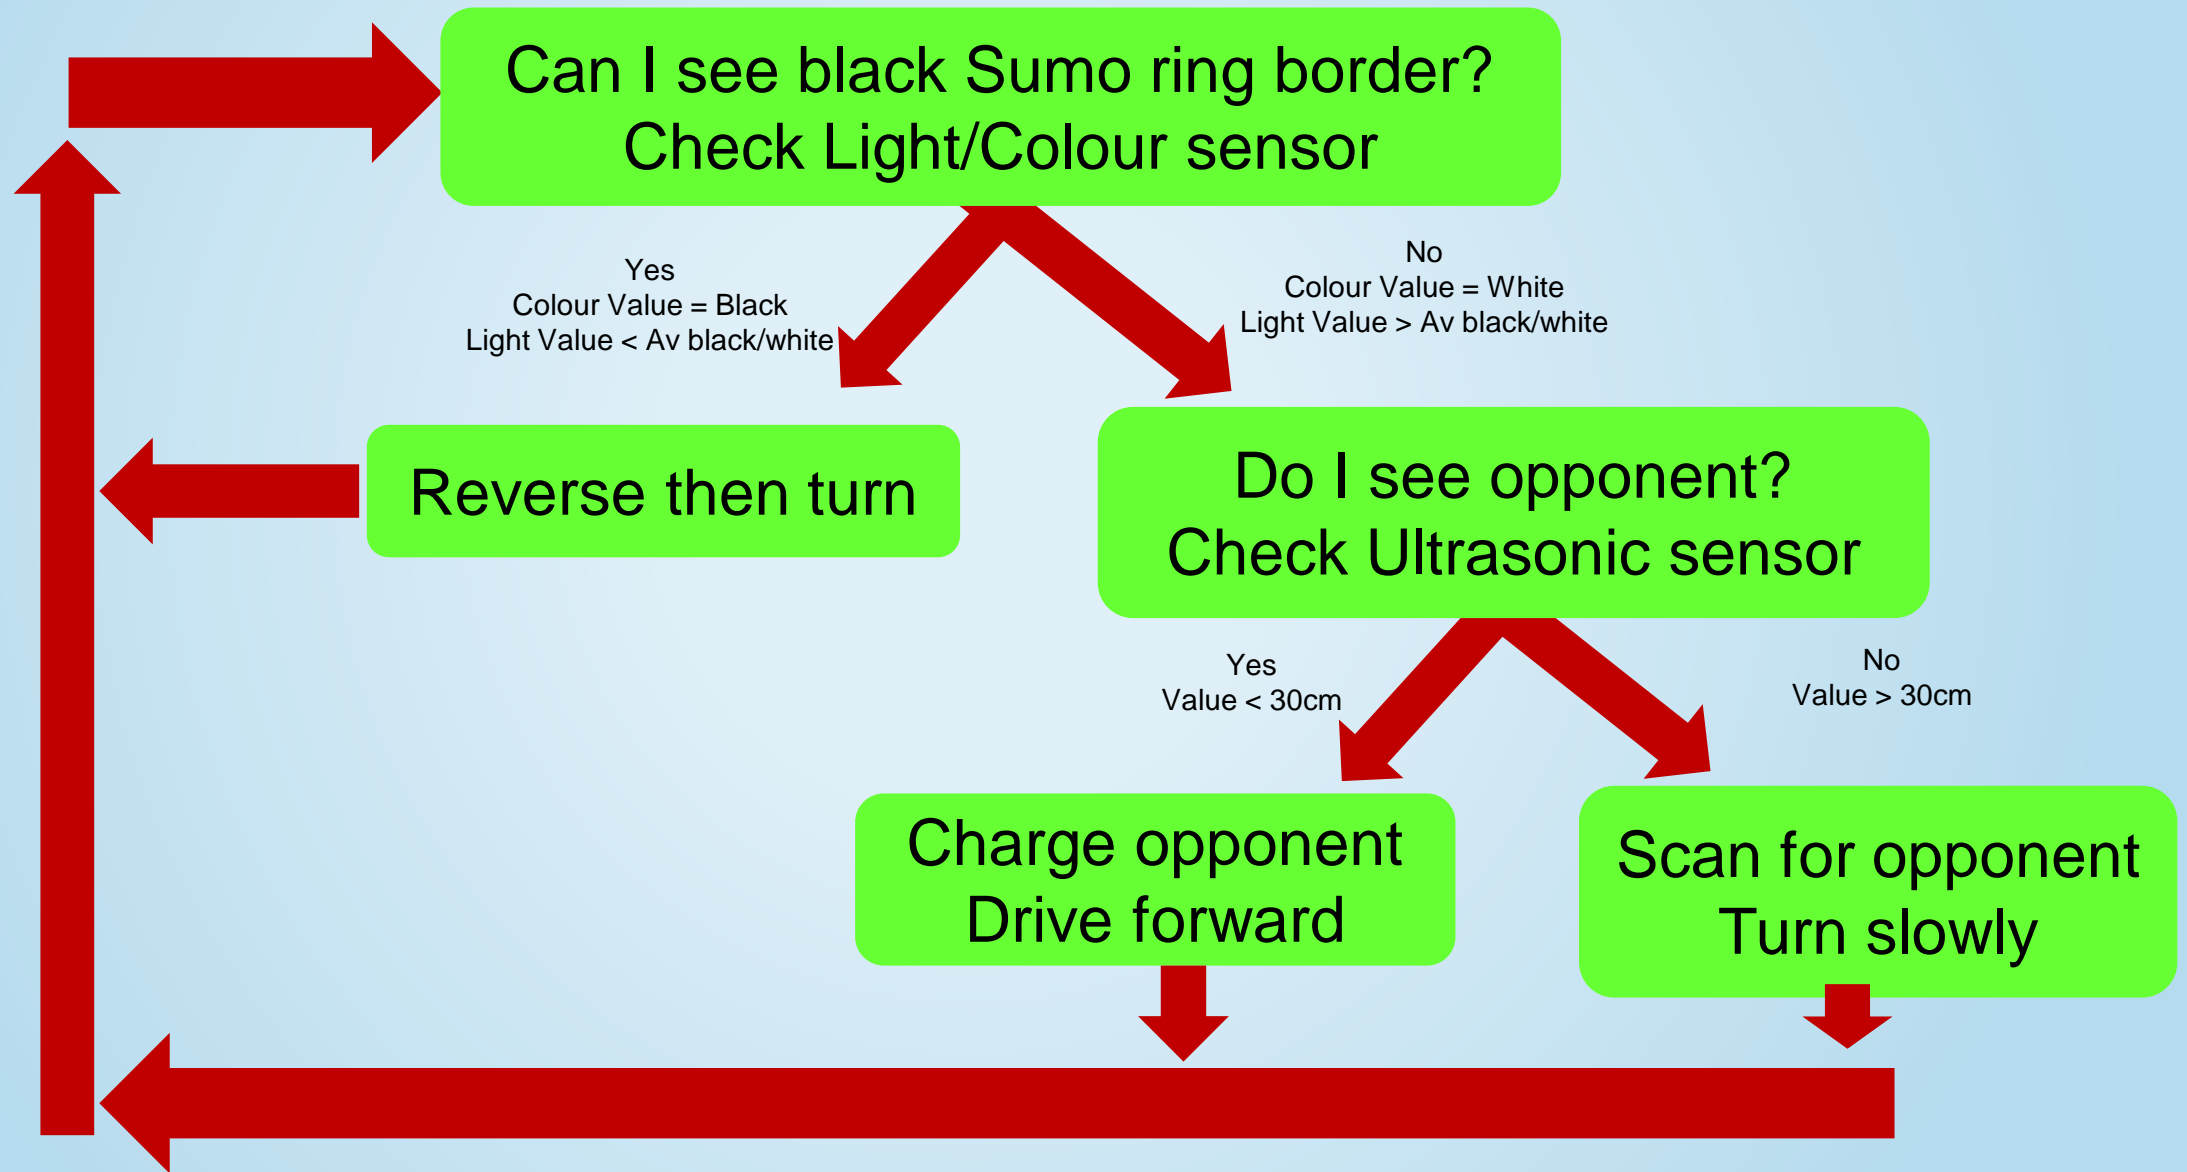 Can I see black Sumo ring border?
Check Light/Colour sensor
Yes
Colour Value = Black
Light Value < Av black/white
No
Colour Value = White
Light Value > Av black/white
Reverse then turn
Do I see opponent?
Check Ultrasonic sensor
Yes
Value < 30cm
No
Value > 30cm
Charge opponent
Drive forward
Scan for opponent
Turn slowly